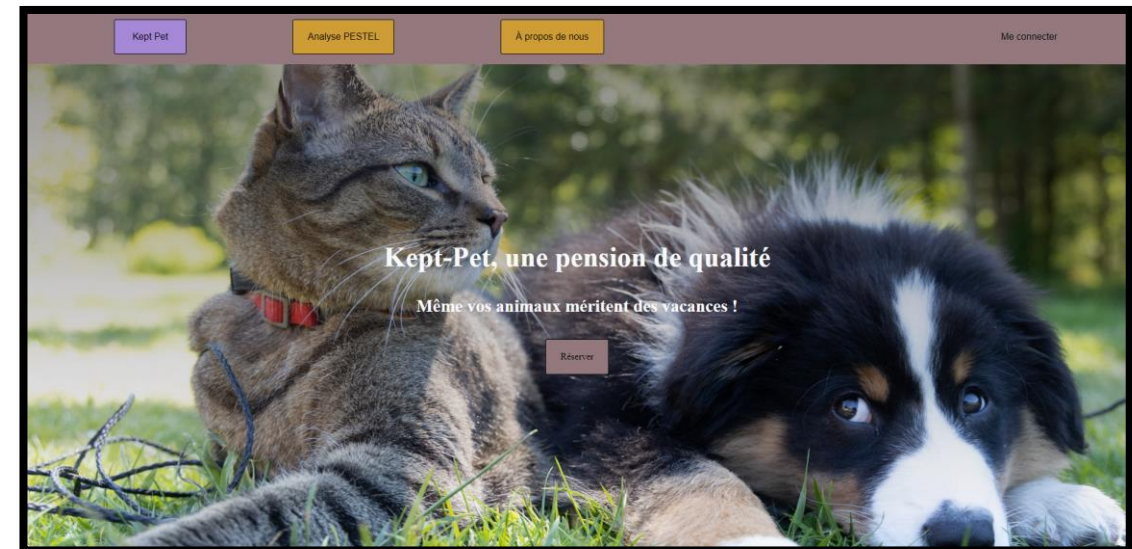 Kept Pet
Analyse PESTEL
À propos de nous
Me connecter
Kept-Pet, une pension de qualité
Même vos animaux méritent des vacances !
Réserver